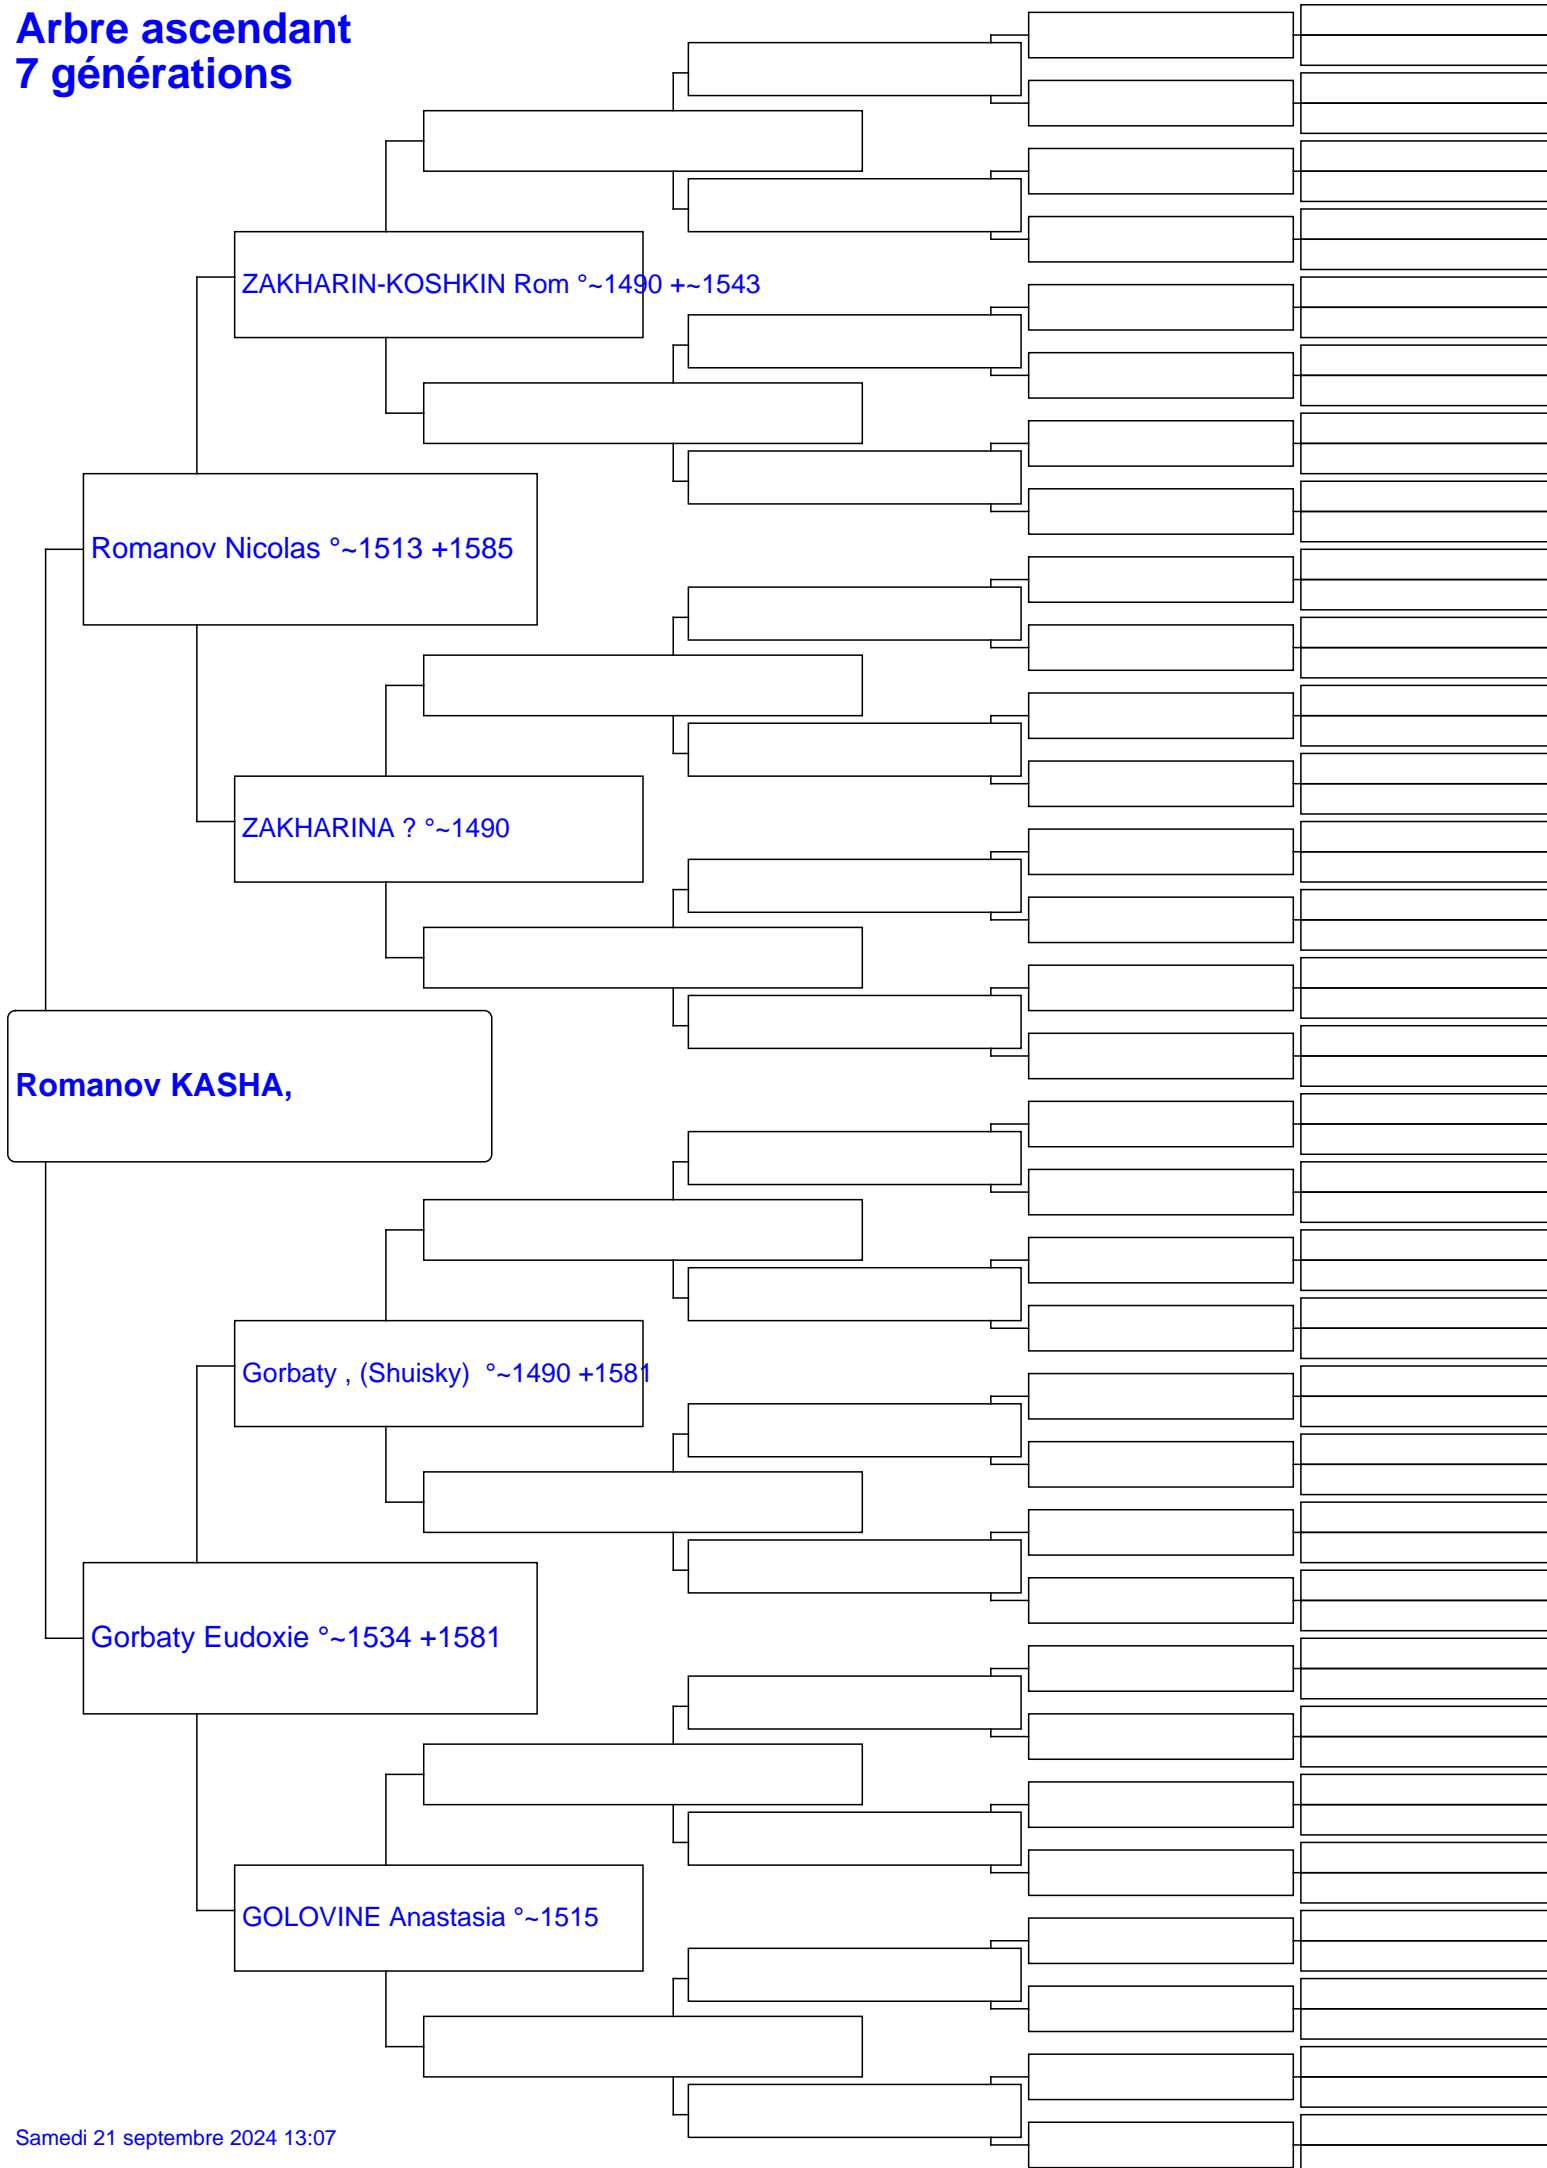 Arbre ascendant
7 générations
ZAKHARIN-KOSHKIN Rom °~1490 +~1543
Romanov Nicolas °~1513 +1585
ZAKHARINA ? °~1490
Romanov KASHA,
Gorbaty , (Shuisky)  °~1490 +1581
Gorbaty Eudoxie °~1534 +1581
GOLOVINE Anastasia °~1515
Samedi 21 septembre 2024 13:07